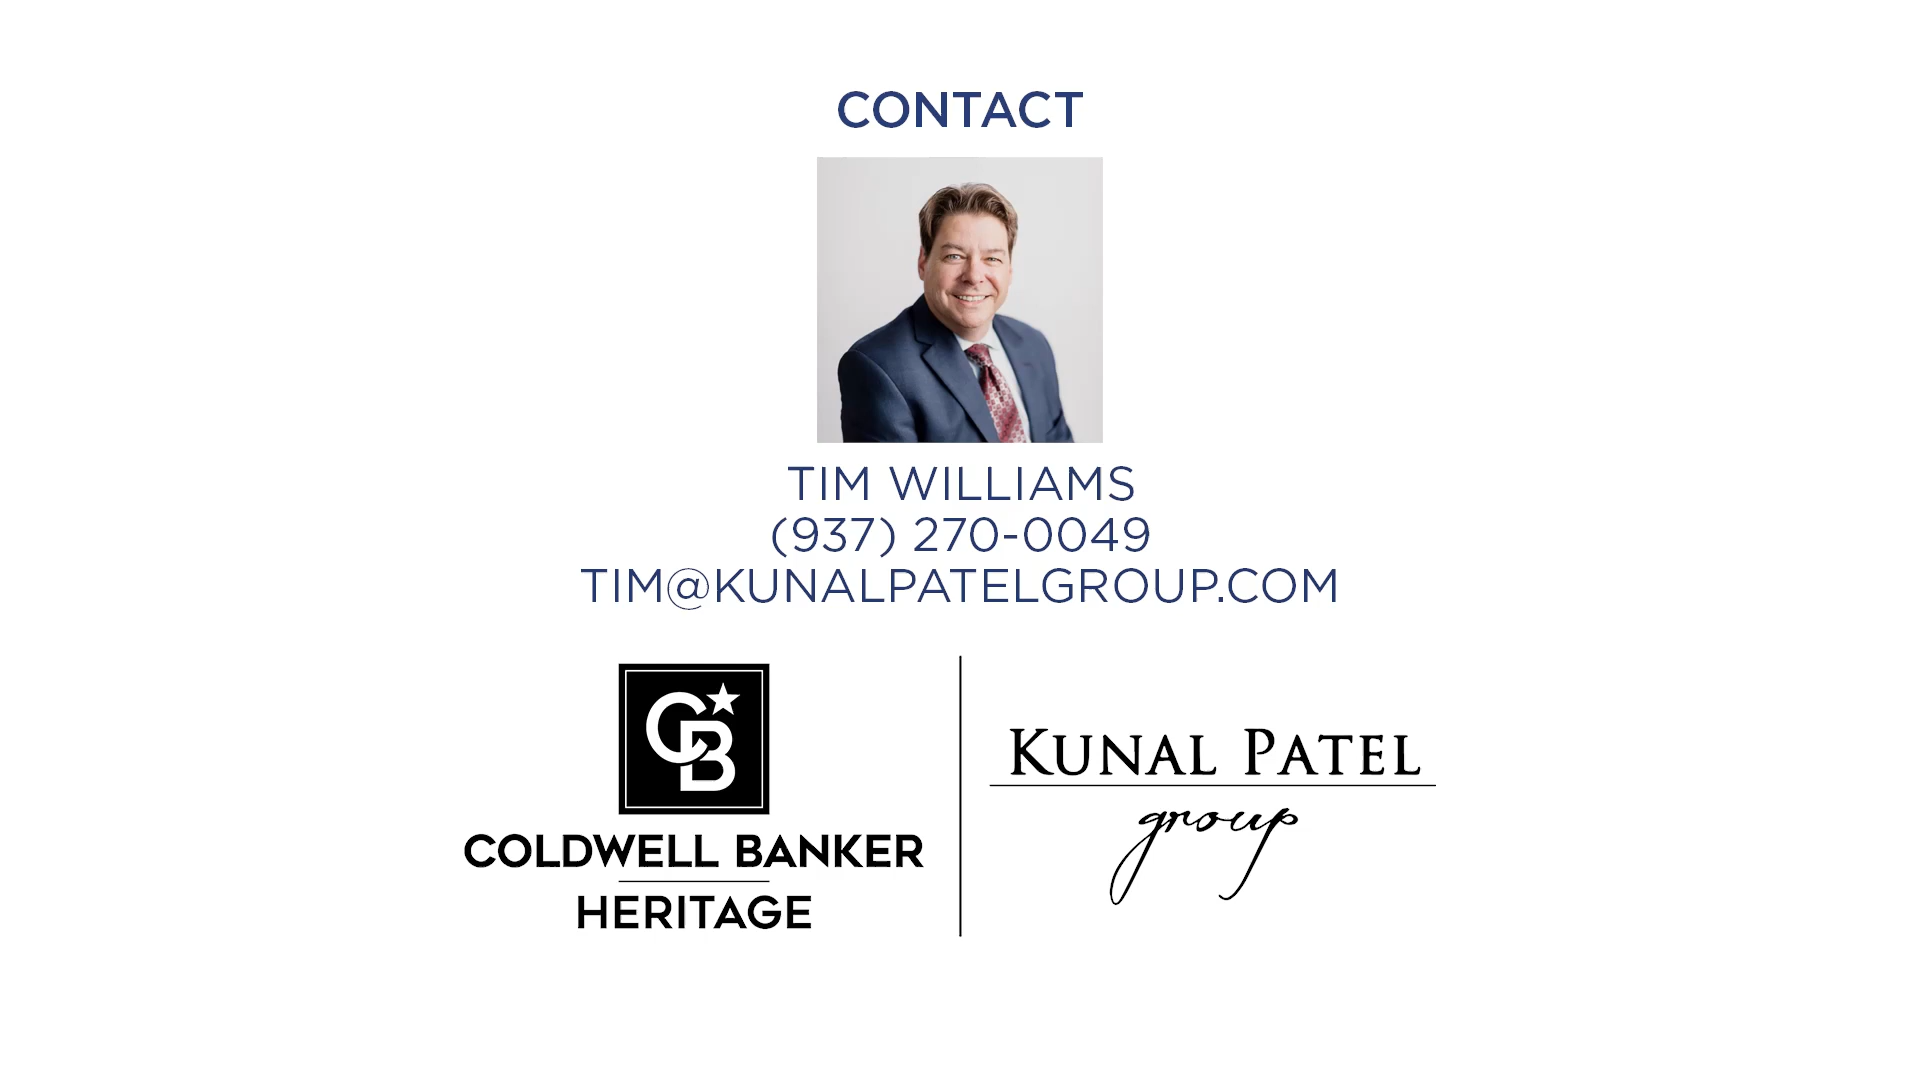 CONTACT
TIM WILLIAMS
(937) 270-0049
TIM@KUNALPATELGROUP.COM
CB
COLDWELL BANKER
HERITAGE
KUNAL PATEL
group